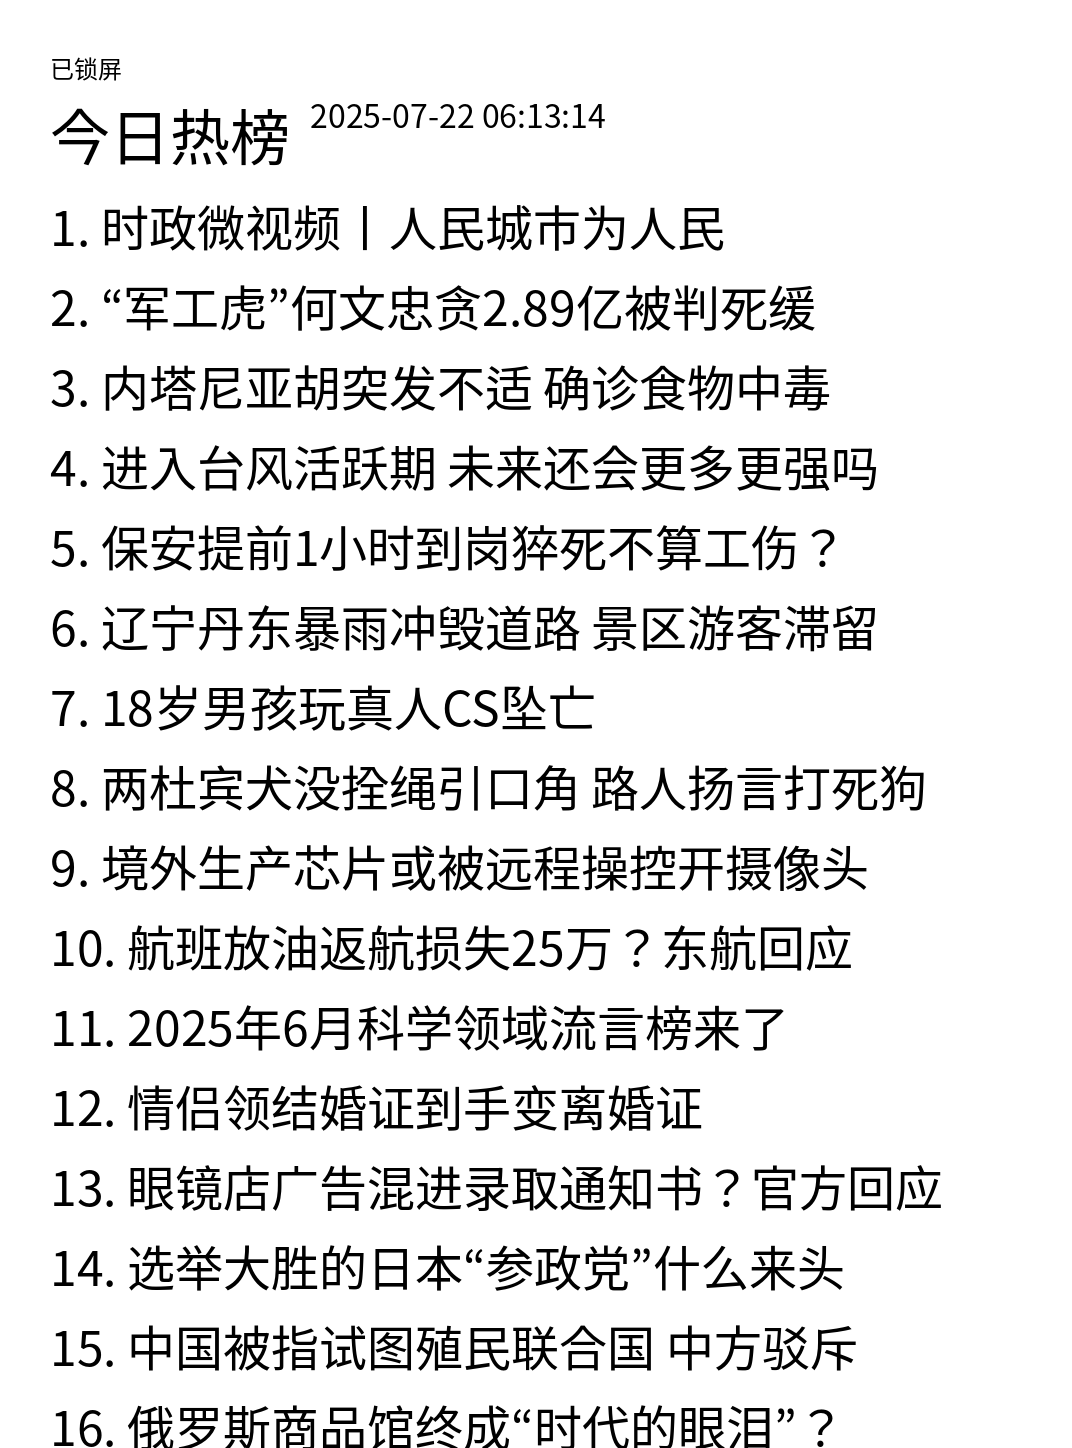 已锁屏
今日热榜 2025-07-22 06:13:14
1. 时政微视频丨人民城市为人民
2. “军工虎”何文忠贪2.89亿被判死缓
3. 内塔尼亚胡突发不适 确诊食物中毒
4. 进入台风活跃期 未来还会更多更强吗
5. 保安提前1小时到岗猝死不算工伤？
6. 辽宁丹东暴雨冲毁道路 景区游客滞留
7. 18岁男孩玩真人CS坠亡
8. 两杜宾犬没拴绳引口角 路人扬言打死狗
9. 境外生产芯片或被远程操控开摄像头
10. 航班放油返航损失25万？东航回应
11. 2025年6月科学领域流言榜来了
12. 情侣领结婚证到手变离婚证
13. 眼镜店广告混进录取通知书？官方回应
14. 选举大胜的日本“参政党”什么来头
15. 中国被指试图殖民联合国 中方驳斥
16. 俄罗斯商品馆终成“时代的眼泪”？